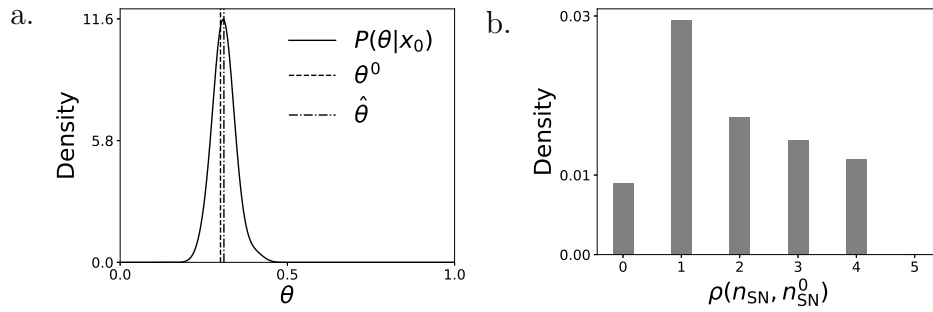 a.
Density
11.6
5.8
0.0
0.0 0.5 1.0
θ
P(θ|x₀)
θ⁰
θ̂
b.
Density
0.03
0.01
0.00
0 1 2 3 4 5
ρ(n_SN, n⁰_SN)